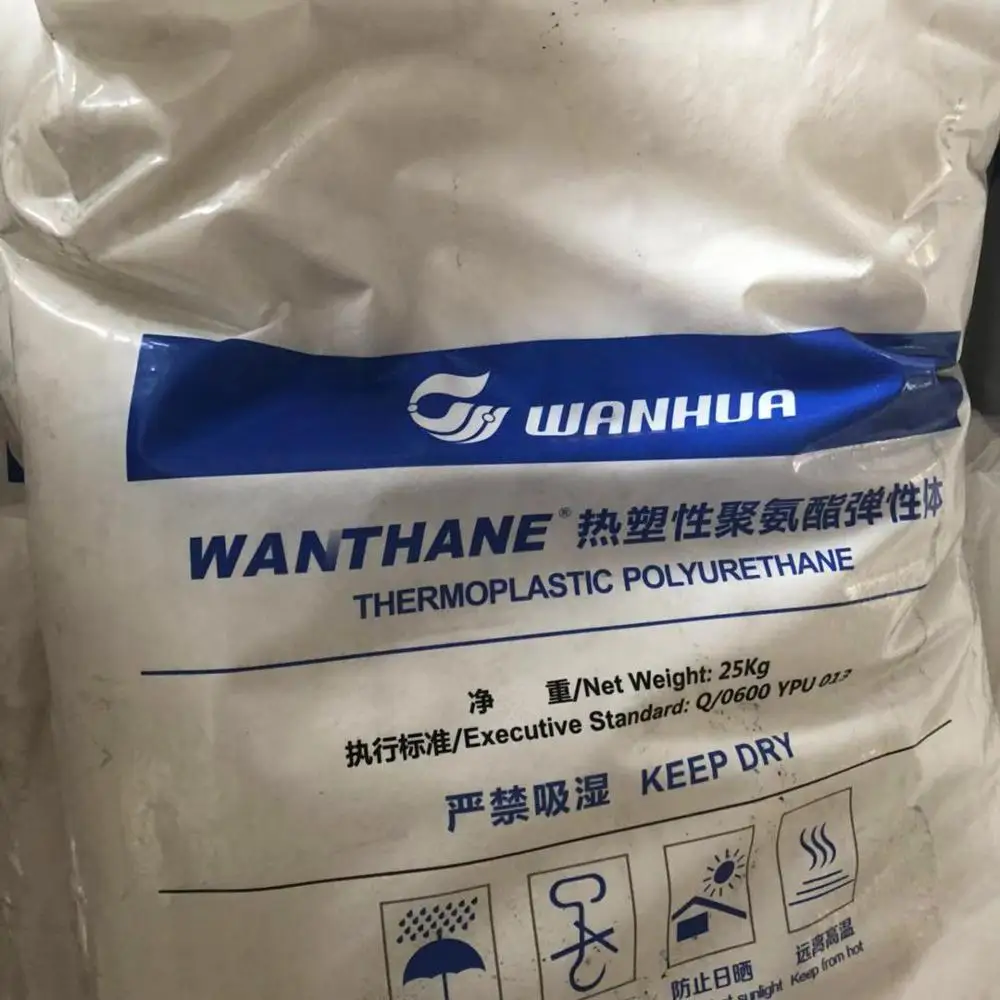 WANHUA
WANTHANE® 热塑性聚氨酯弹性体
THERMOPLASTIC POLYURETHANE
净 重/Net Weight: 25Kg
执行标准/Executive Standard: Q/0600 YPU 013
严禁吸湿 KEEP DRY
防止日晒 远离高温
sunlight Keep from hot